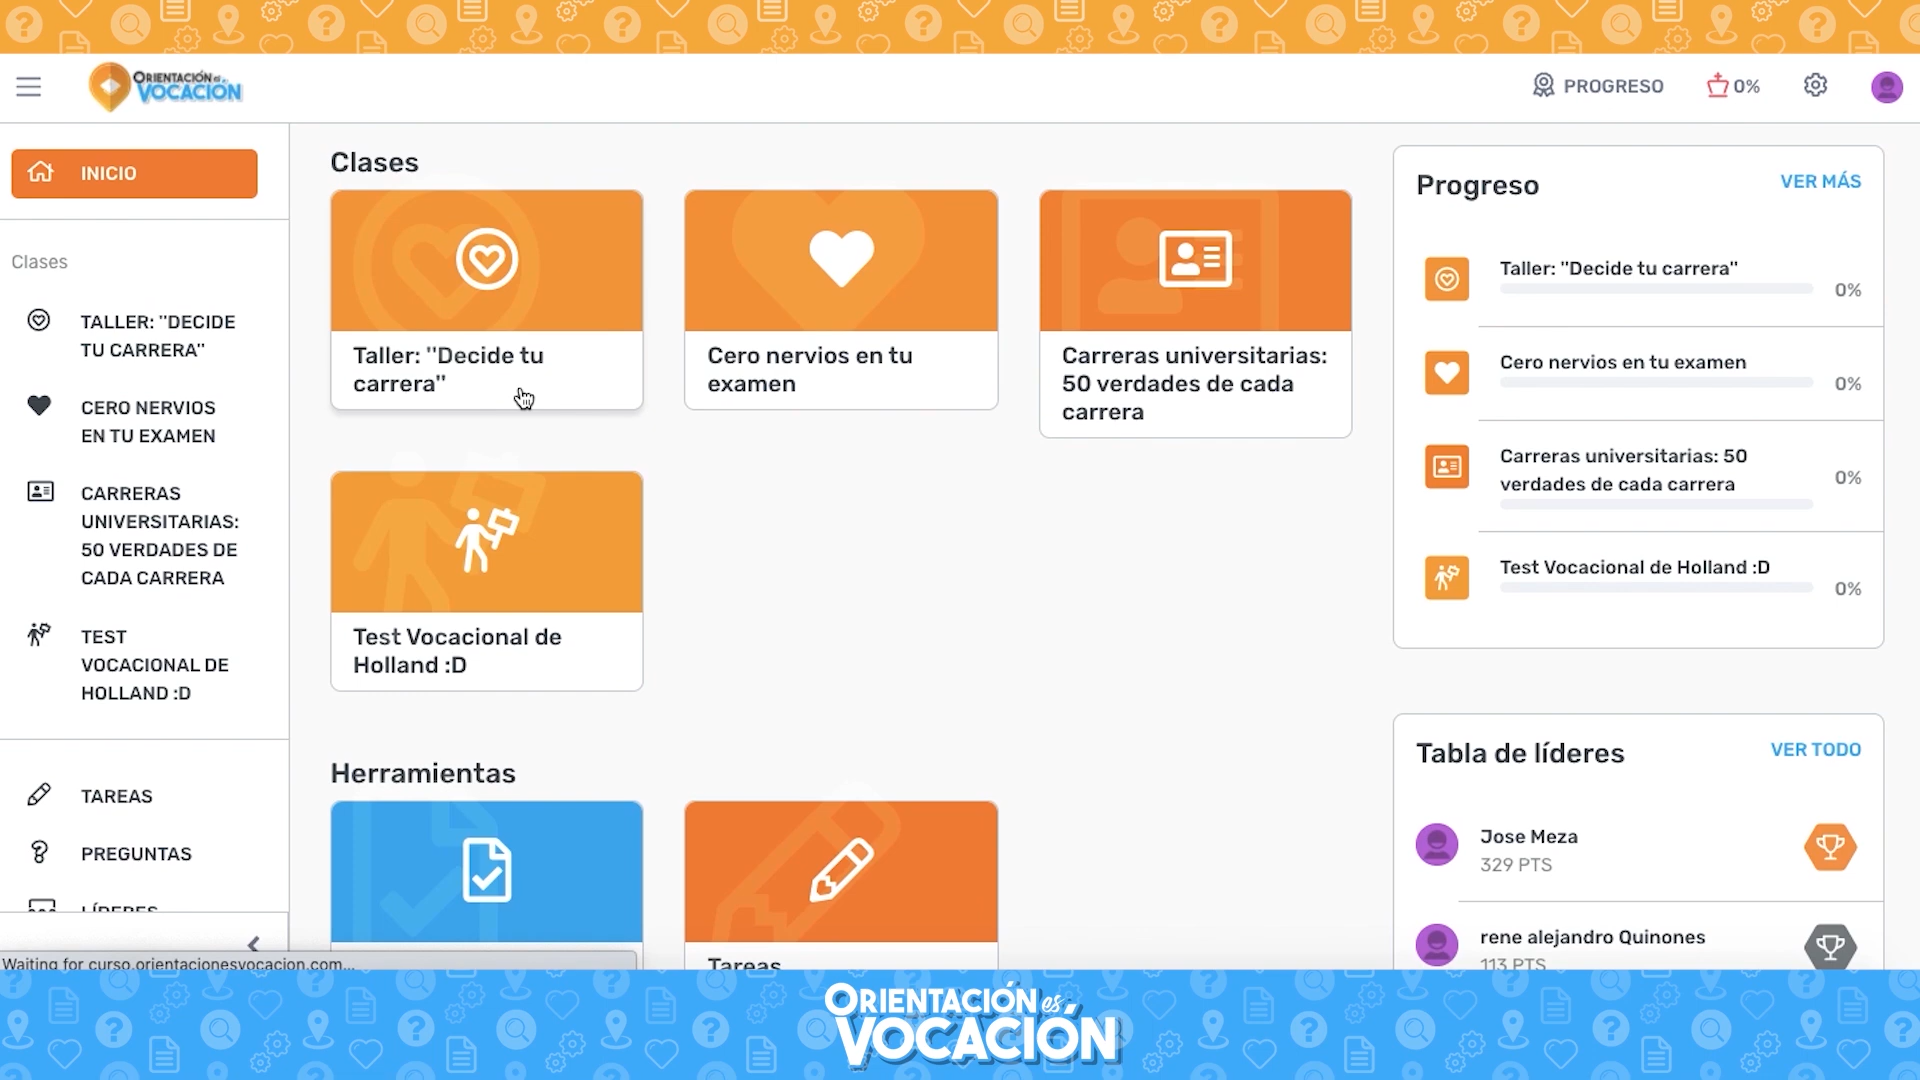 ORIENTACIÓN es
VOCACIÓN
PROGRESO
0%
INICIO
Clases
TALLER: "DECIDE
TU CARRERA"
CERO NERVIOS
EN TU EXAMEN
CARRERAS
UNIVERSITARIAS:
50 VERDADES DE
CADA CARRERA
TEST
VOCACIONAL DE
HOLLAND :D
TAREAS
PREGUNTAS
LÍDERES
Waiting for curso.orientacionesvocacion.com...
Clases
Taller: "Decide tu
carrera"
Cero nervios en tu
examen
Carreras universitarias:
50 verdades de cada
carrera
Test Vocacional de
Holland :D
Herramientas
Tareas
Progreso
VER MÁS
Taller: "Decide tu carrera"
0%
Cero nervios en tu examen
0%
Carreras universitarias: 50
verdades de cada carrera
0%
Test Vocacional de Holland :D
0%
Tabla de líderes
VER TODO
Jose Meza
329 PTS
rene alejandro Quinones
113 PTS
ORIENTACIÓN es
VOCACIÓN